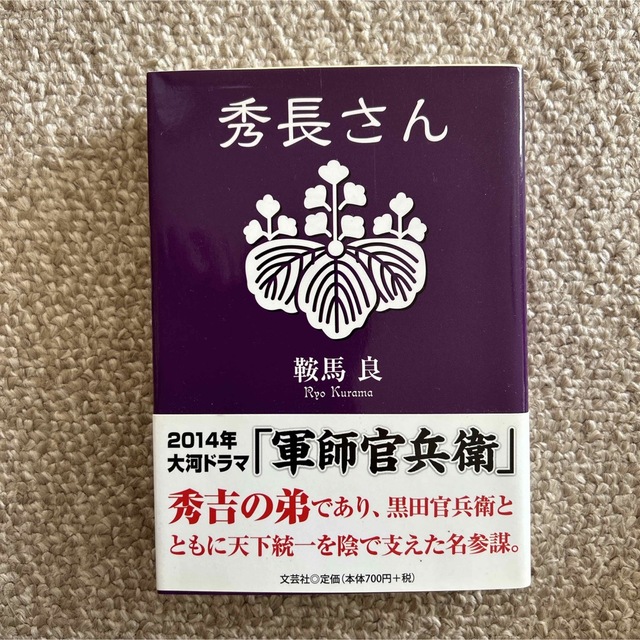 秀長さん
鞍馬 良
Ryo Kurama
2014年
大河ドラマ「軍師官兵衛」
秀吉の弟であり、黒田官兵衛と
ともに天下統一を陰で支えた名参謀。
文芸社◎定価(本体700円+税)